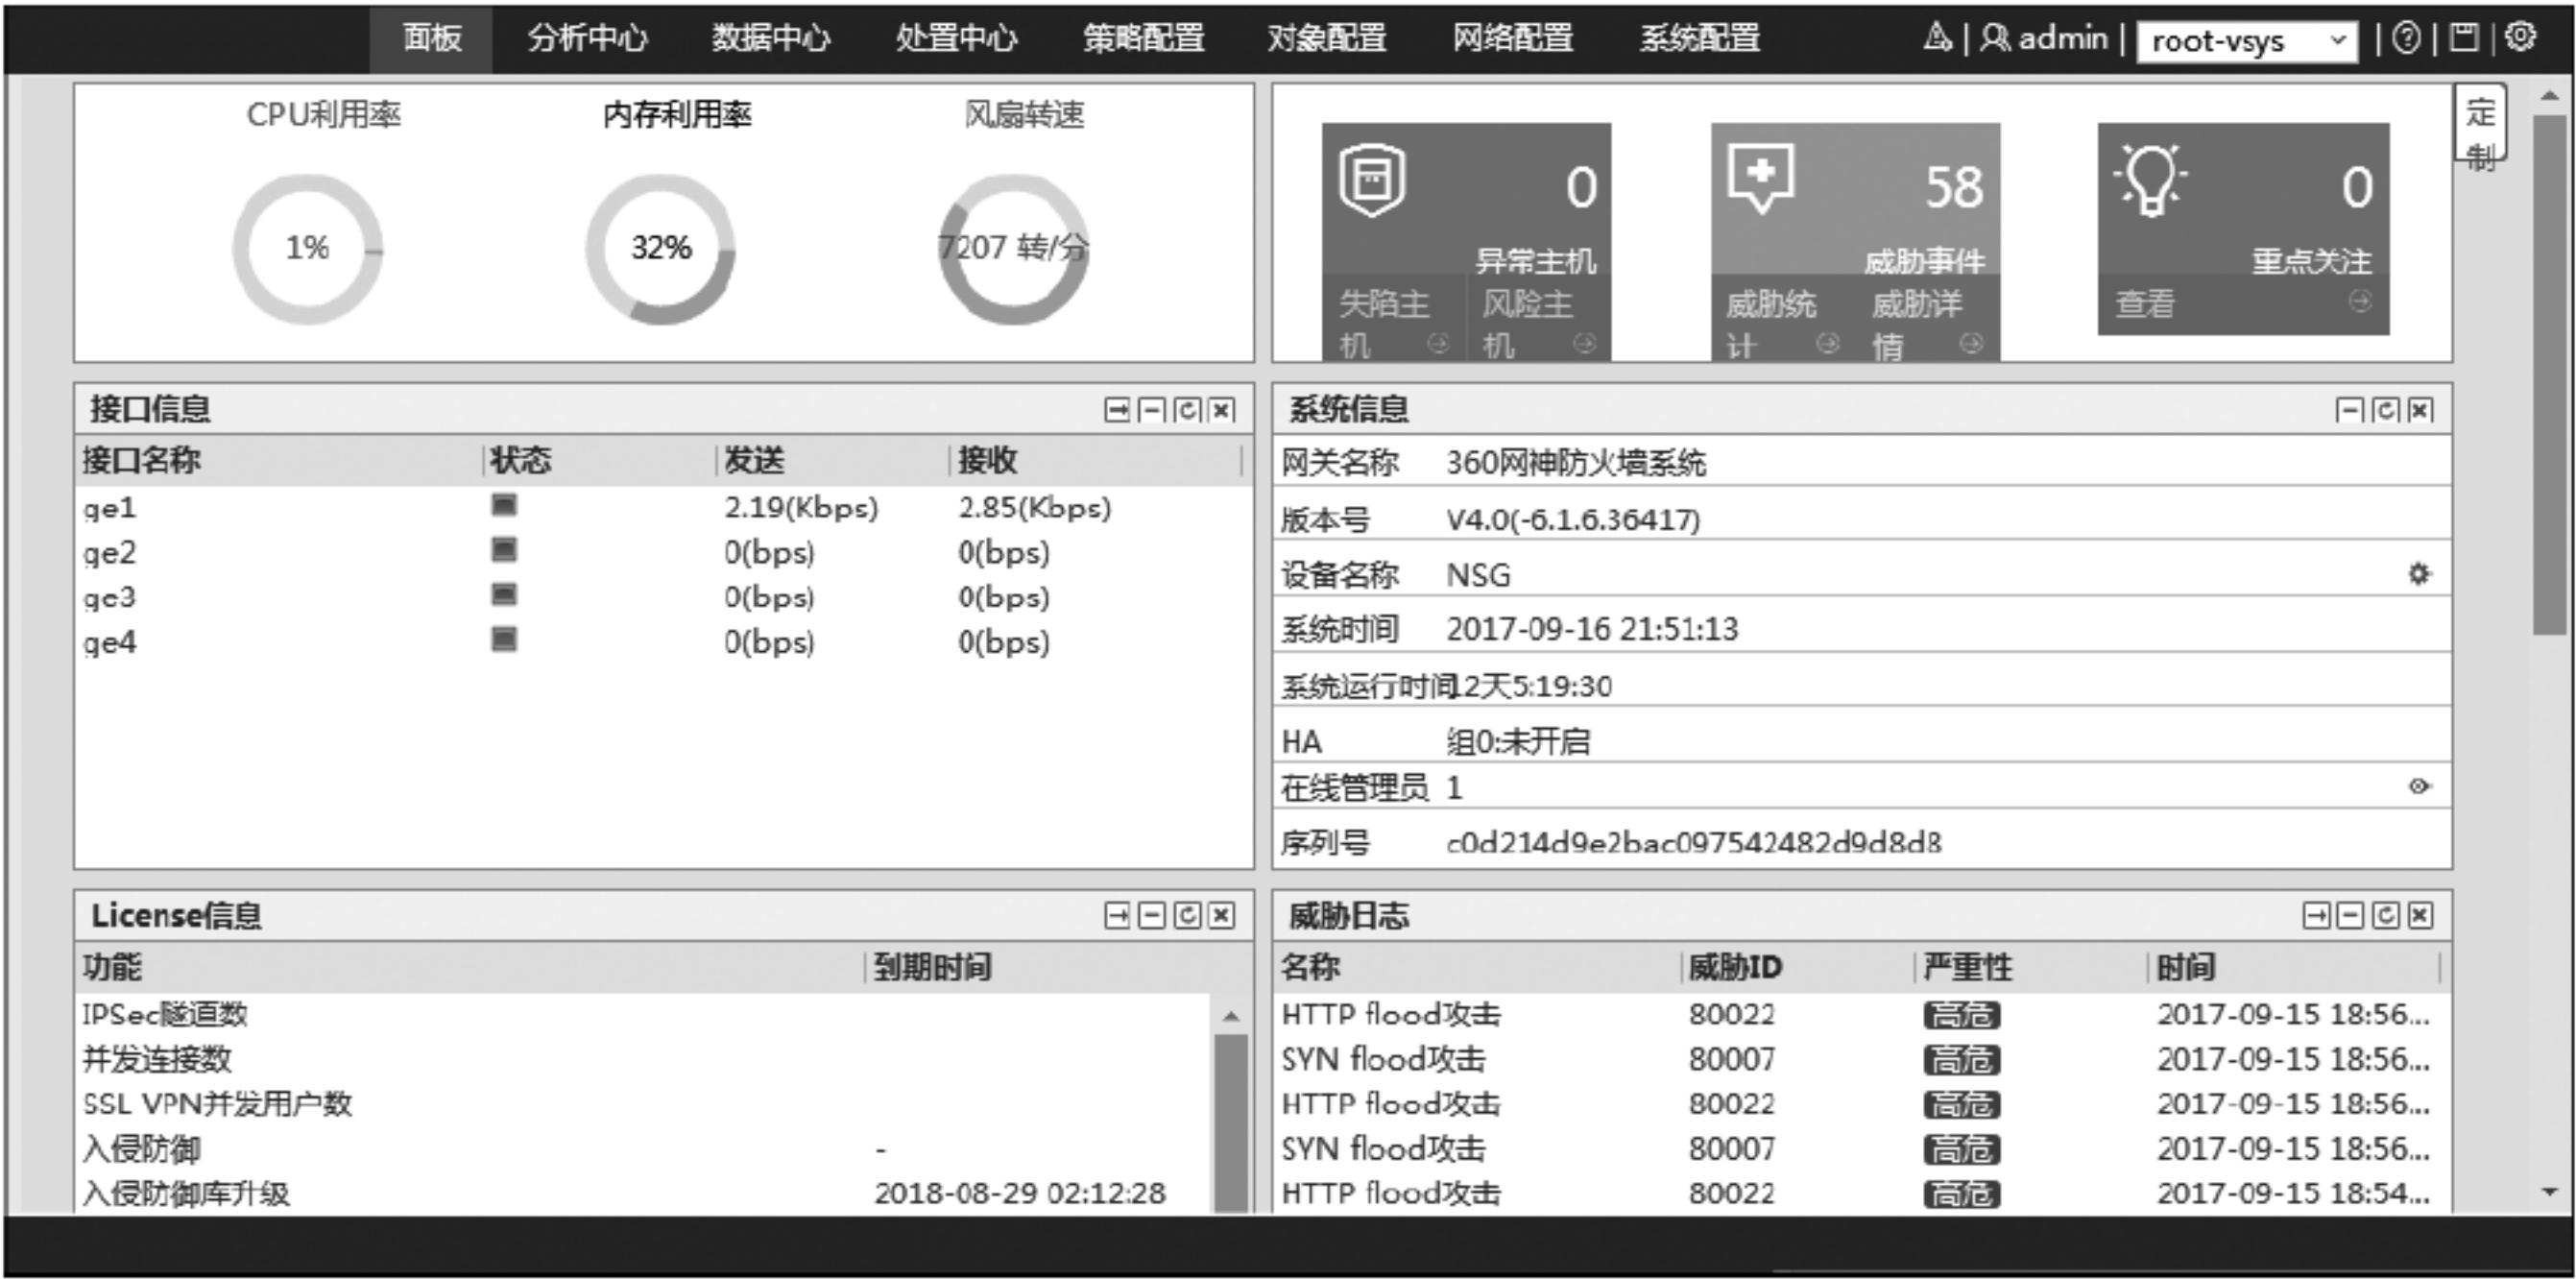 面板 分析中心 数据中心 处置中心 策略配置 对象配置 网络配置 系统配置 admin root-vsys
CPU利用率 内存利用率 风扇转速
1% 32% 7207 转/分
0 异常主机
失陷主机 风险主机
58 威胁事件
威胁统计 威胁详情
0 重点关注
查看
定制
接口信息
接口名称 状态 发送 接收
ge1 2.19(Kbps) 2.85(Kbps)
ge2 0(bps) 0(bps)
ge3 0(bps) 0(bps)
ge4 0(bps) 0(bps)
系统信息
网关名称 360网神防火墙系统
版本号 V4.0(-6.1.6.36417)
设备名称 NSG
系统时间 2017-09-16 21:51:13
系统运行时间 12天5:19:30
HA 组0:未开启
在线管理员 1
序列号 c0d214d9e2bac097542482d9d8d8
License信息
功能 到期时间
IPSec隧道数
并发连接数
SSL VPN并发用户数
入侵防御 -
入侵防御库升级 2018-08-29 02:12:28
威胁日志
名称 威胁ID 严重性 时间
HTTP flood攻击 80022 高危 2017-09-15 18:56...
SYN flood攻击 80007 高危 2017-09-15 18:56...
HTTP flood攻击 80022 高危 2017-09-15 18:56...
SYN flood攻击 80007 高危 2017-09-15 18:56...
HTTP flood攻击 80022 高危 2017-09-15 18:54...